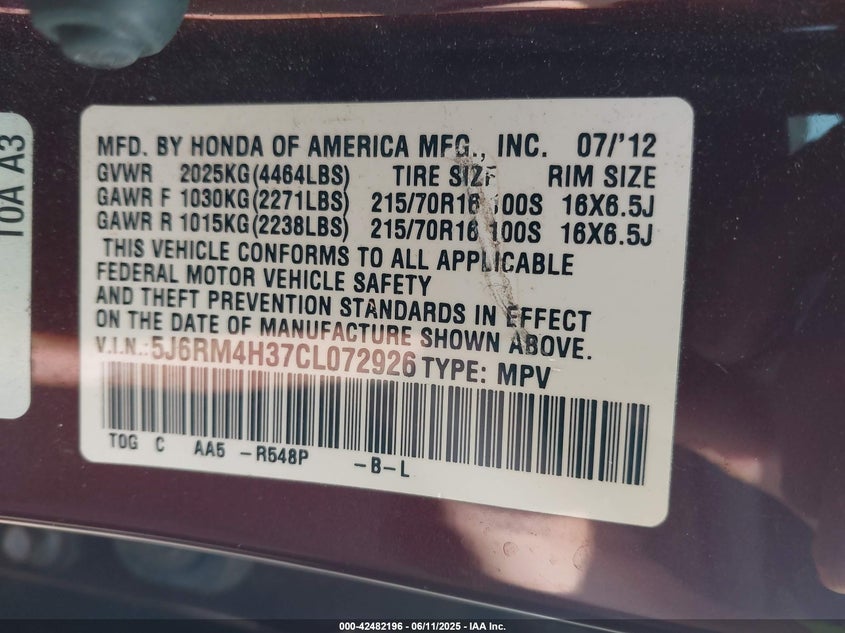 T0A A3
MFD. BY HONDA OF AMERICA MFG., INC. 07/'12
GVWR 2025KG(4464LBS) TIRE SIZE RIM SIZE
GAWR F 1030KG(2271LBS) 215/70R16 100S 16X6.5J
GAWR R 1015KG(2238LBS) 215/70R16 100S 16X6.5J
THIS VEHICLE CONFORMS TO ALL APPLICABLE
FEDERAL MOTOR VEHICLE SAFETY
AND THEFT PREVENTION STANDARDS IN EFFECT
ON THE DATE OF MANUFACTURE SHOWN ABOVE.
V.I.N.:5J6RM4H37CL072926 TYPE: MPV
T0G C AA5 -R548P -B-L
000-42482196 - 06/11/2025 - IAA Inc.